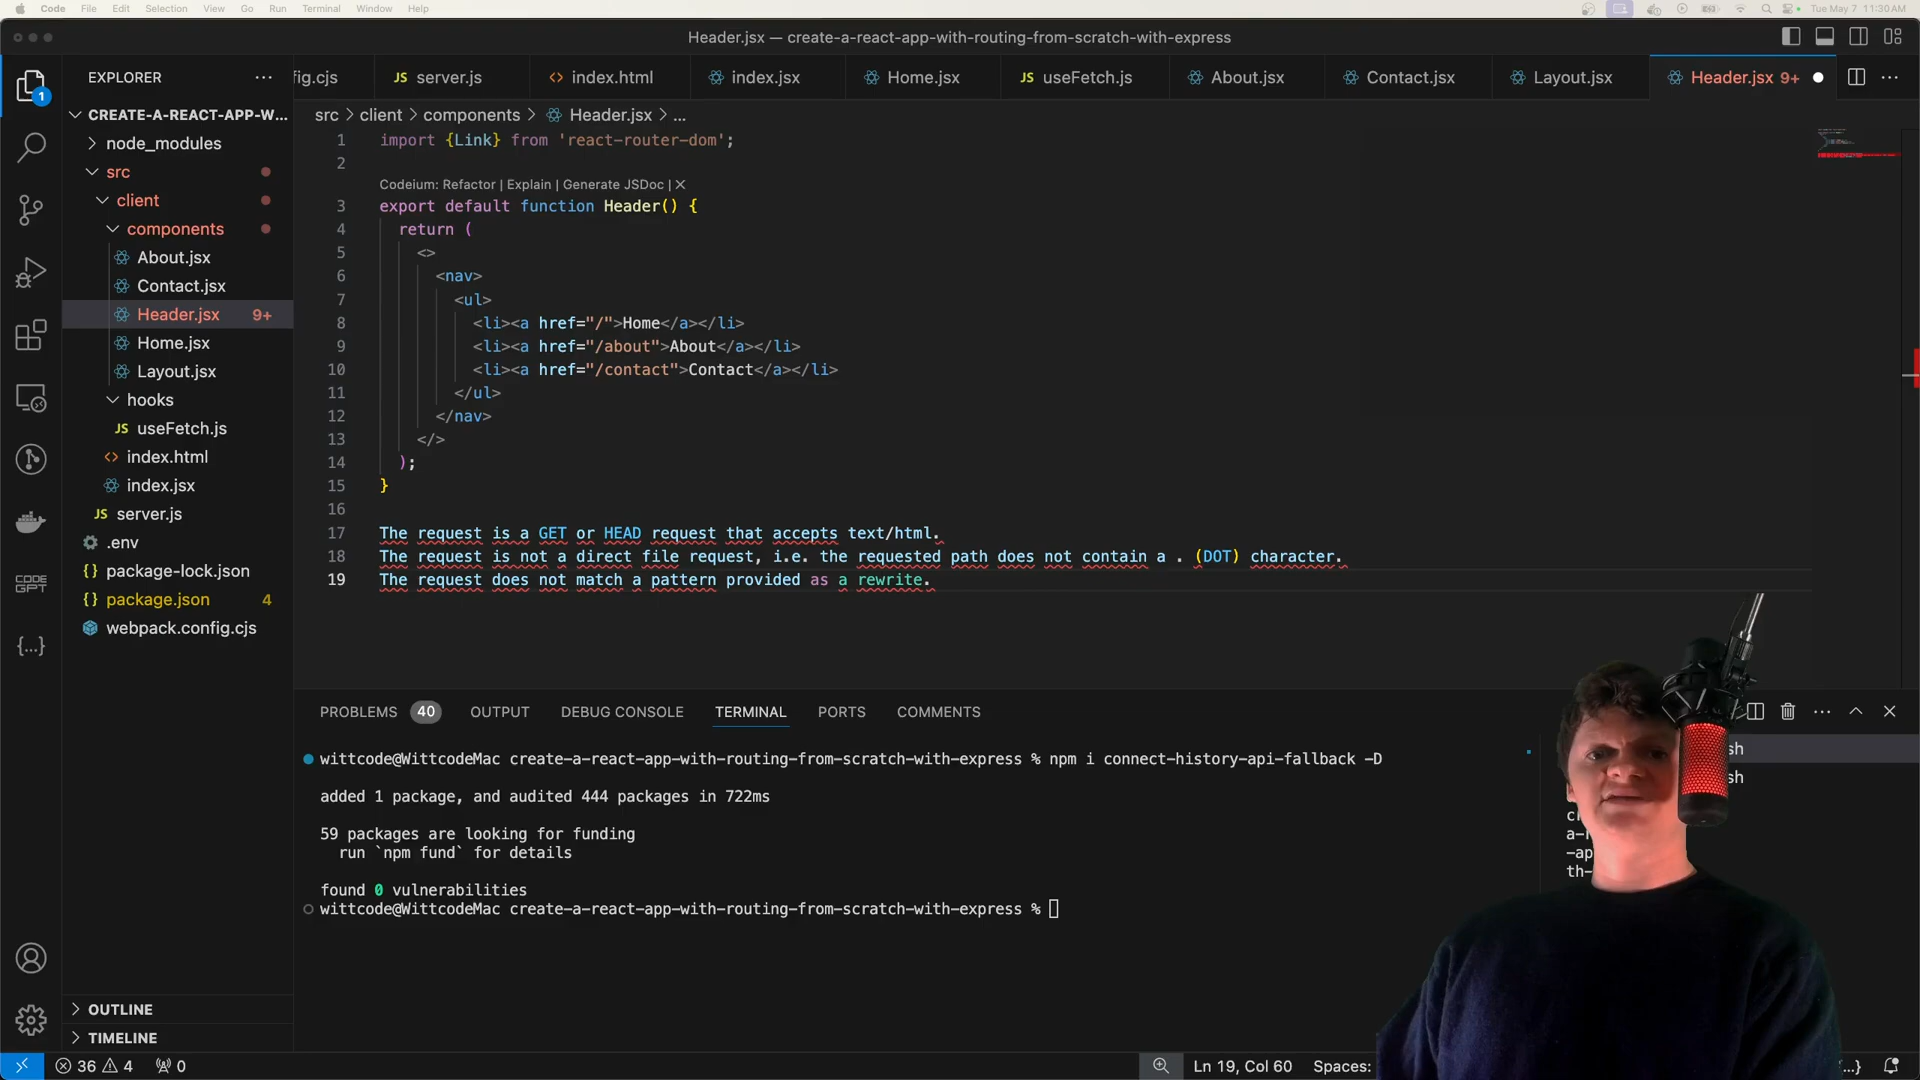 Code File Edit Selection View Go Run Terminal Window Help
Tue May 7 11:30 AM
Header.jsx — create-a-react-app-with-routing-from-scratch-with-express
EXPLORER
fig.cjs
JS server.js
index.html
index.jsx
Home.jsx
JS useFetch.js
About.jsx
Contact.jsx
Layout.jsx
Header.jsx 9+
1
CREATE-A-REACT-APP-W...
node_modules
src
client
components
About.jsx
Contact.jsx
Header.jsx 9+
Home.jsx
Layout.jsx
hooks
JS useFetch.js
index.html
index.jsx
JS server.js
.env
{} package-lock.json
{} package.json 4
webpack.config.cjs
CODE
GPT
{...}
OUTLINE
TIMELINE
src > client > components > Header.jsx > ...
1 import {Link} from 'react-router-dom';
2
Codeium: Refactor | Explain | Generate JSDoc | X
3 export default function Header() {
4 return (
5 <>
6 <nav>
7 <ul>
8 <li><a href="/">Home</a></li>
9 <li><a href="/about">About</a></li>
10 <li><a href="/contact">Contact</a></li>
11 </ul>
12 </nav>
13 </>
14 );
15 }
16
17 The request is a GET or HEAD request that accepts text/html.
18 The request is not a direct file request, i.e. the requested path does not contain a . (DOT) character.
19 The request does not match a pattern provided as a rewrite.
PROBLEMS 40 OUTPUT DEBUG CONSOLE TERMINAL PORTS COMMENTS
wittcode@WittcodeMac create-a-react-app-with-routing-from-scratch-with-express % npm i connect-history-api-fallback -D
added 1 package, and audited 444 packages in 722ms
59 packages are looking for funding
run `npm fund` for details
found 0 vulnerabilities
wittcode@WittcodeMac create-a-react-app-with-routing-from-scratch-with-express %
sh
sh
a-r
-ap
th-
36 4 0
Ln 19, Col 60 Spaces:
...}